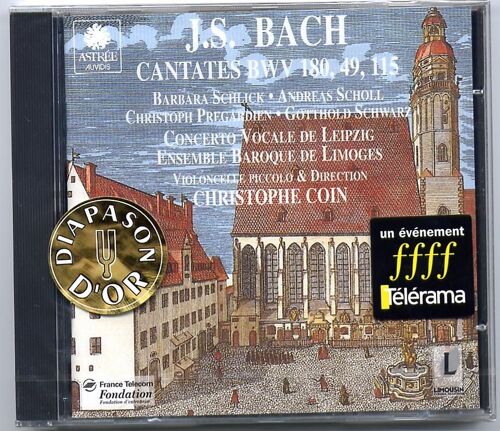 J.S. BACH
CANTATES BWV 180, 49, 115
BARBARA SCHLICK • ANDREAS SCHOLL
CHRISTOPH PREGARDIEN • GOTTHOLD SCHWARZ
CONCERTO VOCALE DE LEIPZIG
ENSEMBLE BAROQUE DE LIMOGES
VIOLONCELLE PICCOLO & DIRECTION
CHRISTOPHE COIN
ASTRÉE
AUVIDIS
DIAPASON
D'OR
un événement
ffff
Télérama
France Telecom
Fondation
Fondation d'entreprise
L
LIMOUSIN